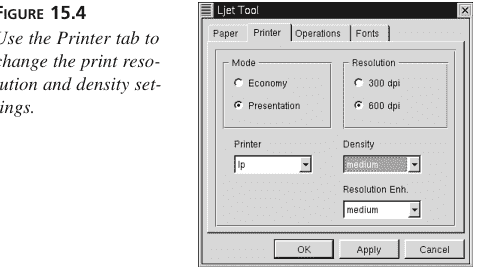 FIGURE 15.4
Use the Printer tab to
change the print reso-
lution and density set-
tings.
Ljet Tool
Paper Printer Operations Fonts
Mode
Economy
Presentation
Resolution
300 dpi
600 dpi
Printer
lp
Density
medium
Resolution Enh.
medium
OK Apply Cancel